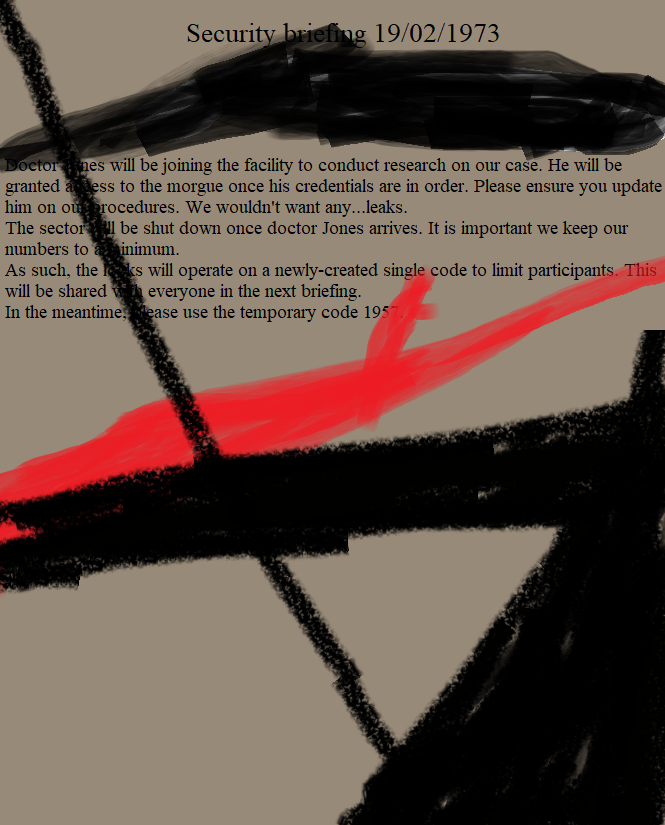 Security briefing 19/02/1973
Doctor Jones will be joining the facility to conduct research on our case. He will be
granted access to the morgue once his credentials are in order. Please ensure you update
him on our procedures. We wouldn't want any...leaks.
The sector will be shut down once doctor Jones arrives. It is important we keep our
numbers to a minimum.
As such, the locks will operate on a newly-created single code to limit participants. This
will be shared with everyone in the next briefing.
In the meantime, please use the temporary code 1957.